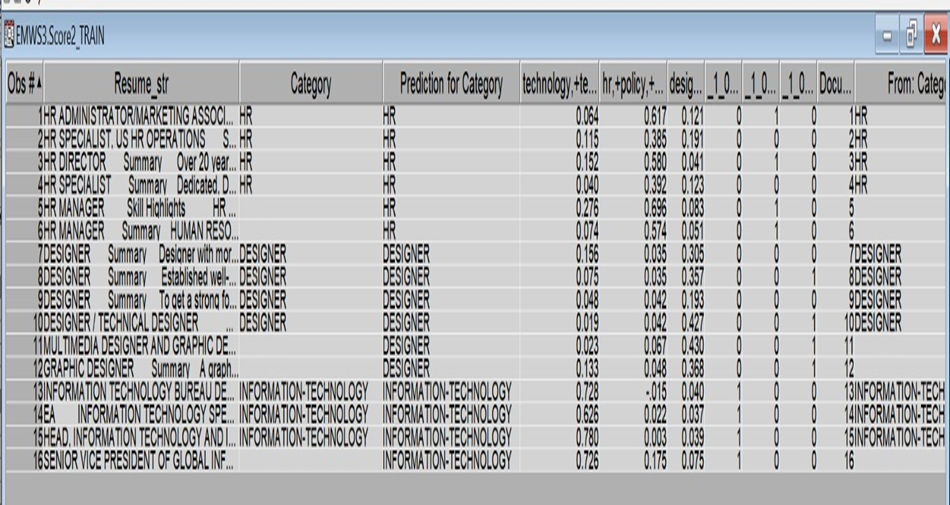 EMWS3.Score2_TRAIN
Obs # Resume_str Category Prediction for Category technology,+te... hr,+policy,+... desig... _1_0... _1_0... _1_0... Docu... From: Categ
1 HR ADMINISTRATOR/MARKETING ASSOCI... HR HR 0.064 0.617 0.121 0 1 0 1 HR
2 HR SPECIALIST, US HR OPERATIONS S... HR HR 0.115 0.385 0.191 0 0 0 2 HR
3 HR DIRECTOR Summary Over 20 year... HR HR 0.152 0.580 0.041 0 1 0 3 HR
4 HR SPECIALIST Summary Dedicated, D... HR HR 0.040 0.392 0.123 0 0 0 4 HR
5 HR MANAGER Skill Highlights HR ... HR 0.276 0.696 0.083 0 1 0 5
6 HR MANAGER Summary HUMAN RESO... HR 0.074 0.574 0.051 0 1 0 6
7 DESIGNER Summary Designer with mor... DESIGNER DESIGNER 0.156 0.035 0.305 0 0 0 7 DESIGNER
8 DESIGNER Summary Established well-... DESIGNER DESIGNER 0.075 0.035 0.357 0 0 1 8 DESIGNER
9 DESIGNER Summary To get a strong fo... DESIGNER DESIGNER 0.048 0.042 0.193 0 0 0 9 DESIGNER
10 DESIGNER / TECHNICAL DESIGNER ... DESIGNER DESIGNER 0.019 0.042 0.427 0 0 1 10 DESIGNER
11 MULTIMEDIA DESIGNER AND GRAPHIC DE... DESIGNER 0.023 0.067 0.430 0 0 1 11
12 GRAPHIC DESIGNER Summary A graph... DESIGNER 0.133 0.048 0.368 0 0 1 12
13 INFORMATION TECHNOLOGY BUREAU DE... INFORMATION-TECHNOLOGY INFORMATION-TECHNOLOGY 0.728 -.015 0.040 1 0 0 13 INFORMATION-TECH
14 EA INFORMATION TECHNOLOGY SPE... INFORMATION-TECHNOLOGY INFORMATION-TECHNOLOGY 0.626 0.022 0.037 1 0 0 14 INFORMATION-TECH
15 HEAD, INFORMATION TECHNOLOGY AND I... INFORMATION-TECHNOLOGY INFORMATION-TECHNOLOGY 0.780 0.003 0.039 1 0 0 15 INFORMATION-TECH
16 SENIOR VICE PRESIDENT OF GLOBAL INF... INFORMATION-TECHNOLOGY 0.726 0.175 0.075 1 0 0 16